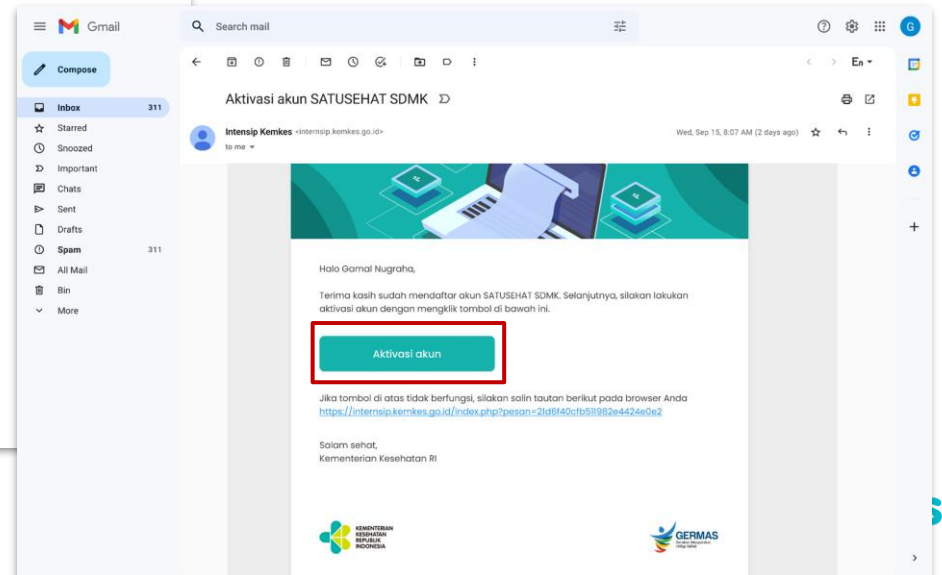 Gmail
Search mail
G
Compose
En
Inbox 311
Starred
Snoozed
Important
Chats
Sent
Drafts
Spam 311
All Mail
Bin
More
Aktivasi akun SATUSEHAT SDMK
Intensip Kemkes <internsip.kemkes.go.id>
Wed, Sep 15, 8:07 AM (2 days ago)
to me
Halo Gamal Nugraha,
Terima kasih sudah mendaftar akun SATUSEHAT SDMK. Selanjutnya, silakan lakukan
aktivasi akun dengan mengklik tombol di bawah ini.
Aktivasi akun
Jika tombol di atas tidak berfungsi, silakan salin tautan berikut pada browser Anda
https://internsip.kemkes.go.id/index.php?pesan=21d6f40cfb511982e4424e0e2
Salam sehat,
Kementerian Kesehatan RI
KEMENTERIAN
KESEHATAN
REPUBLIK
INDONESIA
GERMAS
s